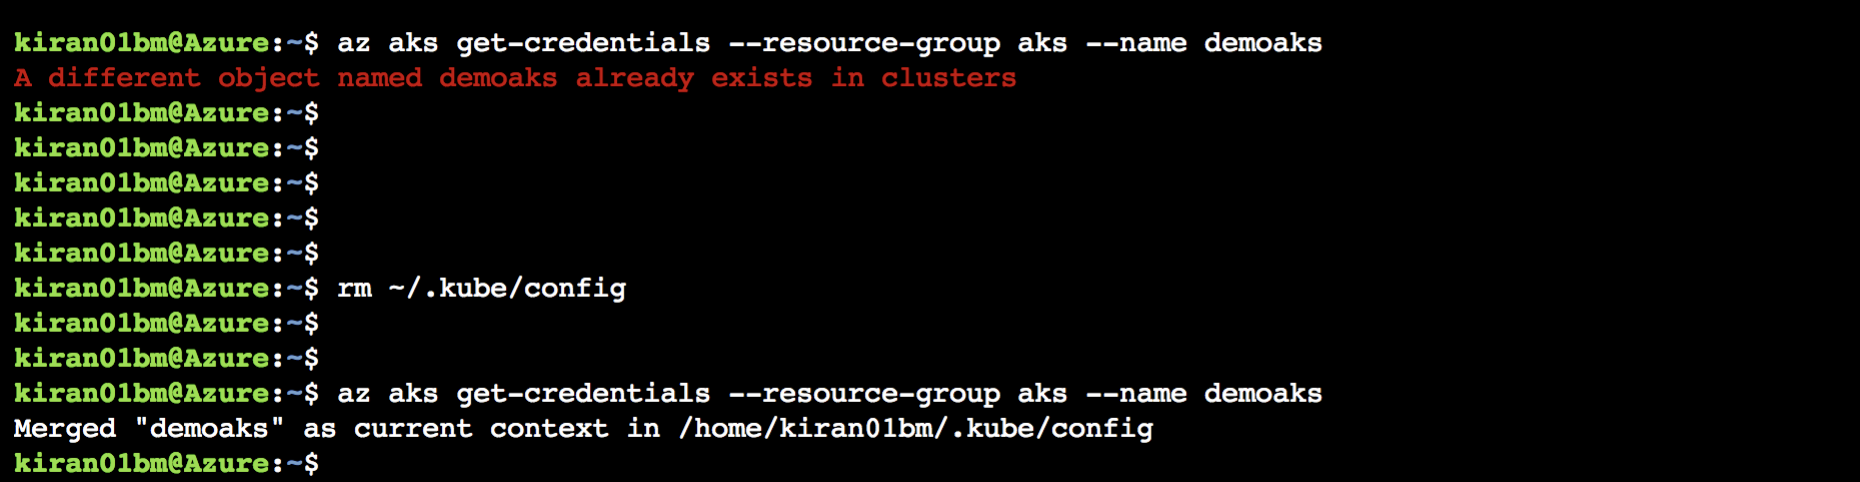 kiran01bm@Azure:~$ az aks get-credentials --resource-group aks --name demoaks
A different object named demoaks already exists in clusters
kiran01bm@Azure:~$
kiran01bm@Azure:~$
kiran01bm@Azure:~$
kiran01bm@Azure:~$
kiran01bm@Azure:~$
kiran01bm@Azure:~$ rm ~/.kube/config
kiran01bm@Azure:~$
kiran01bm@Azure:~$
kiran01bm@Azure:~$ az aks get-credentials --resource-group aks --name demoaks
Merged "demoaks" as current context in /home/kiran01bm/.kube/config
kiran01bm@Azure:~$